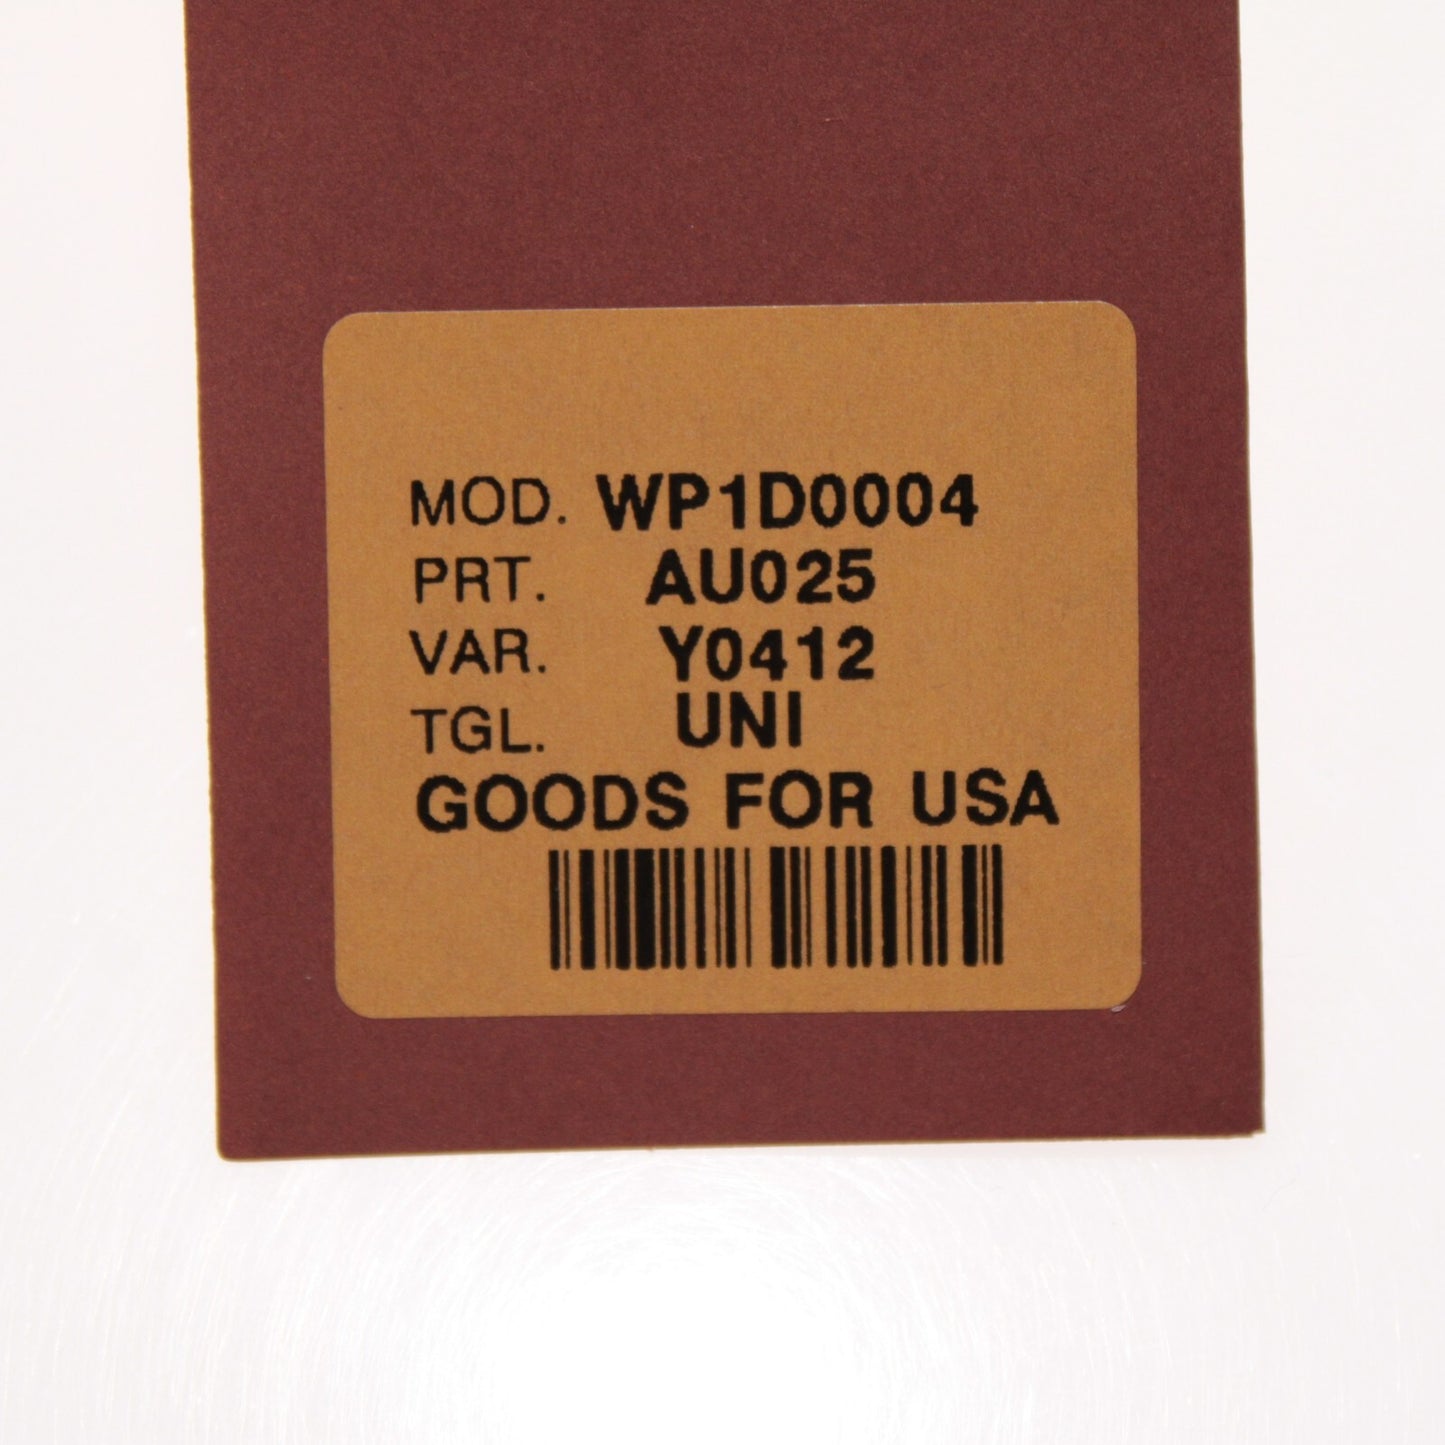 MOD. WP1D0004
PRT. AU025
VAR. Y0412
TGL. UNI
GOODS FOR USA